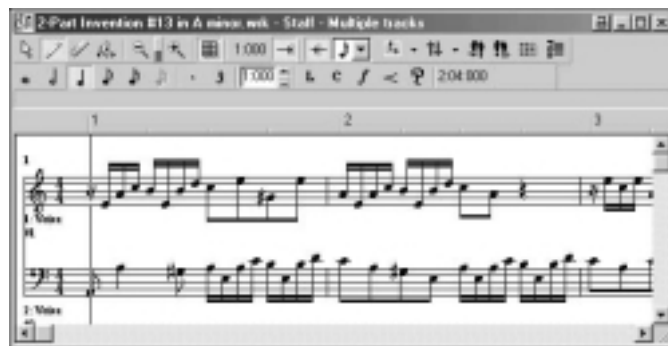 2-Part Invention #13 in A minor.wrk - Staff - Multiple tracks
1:000
1:000 L C f 2:04:000
1 2 3
1
1: Voice
#1
2: Voice